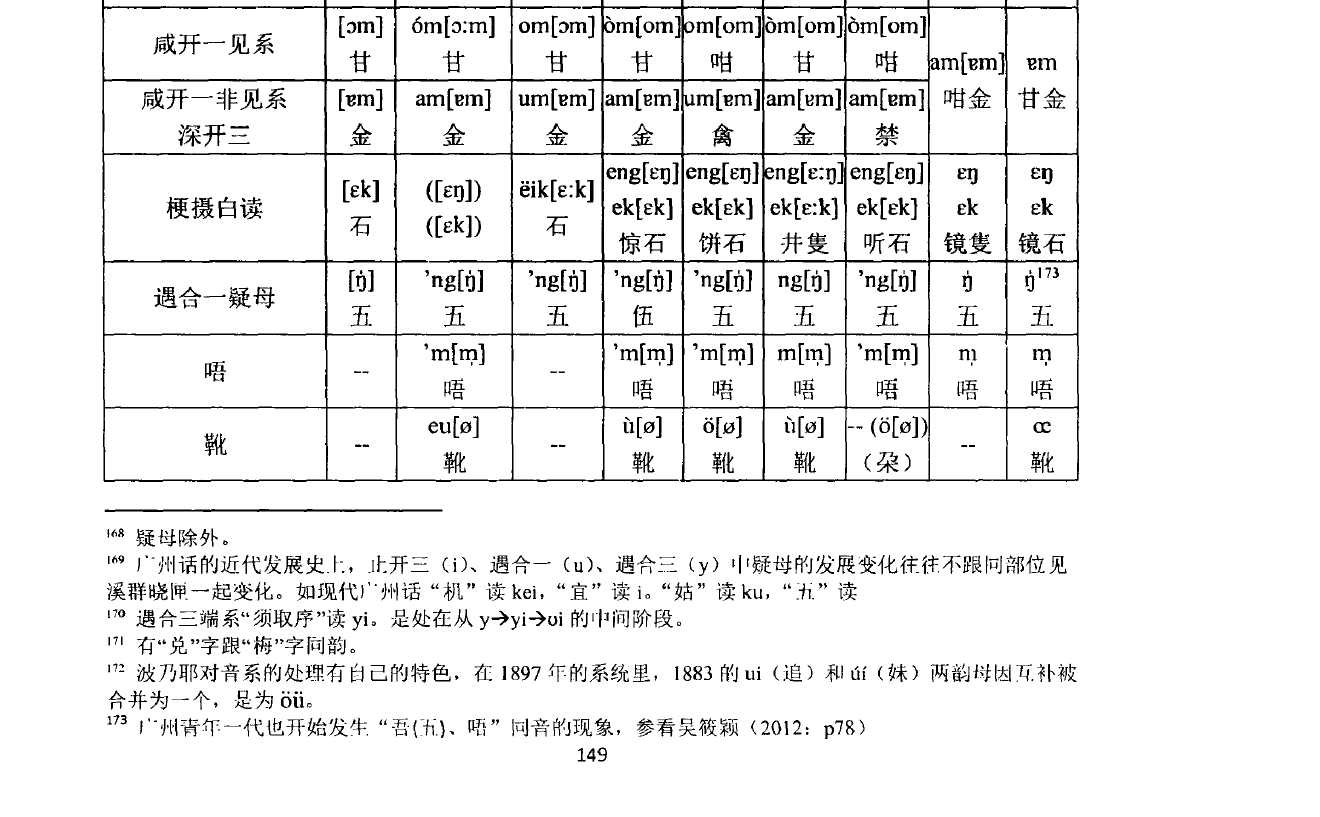 咸开一见系 [ɔm] óm[ɔːm] om[ɔm] òm[om] om[om] òm[om] òm[om] am[ɐm] ɐm
甘 甘 甘 甘 咁 甘 咁 咁金 甘金
咸开一非见系 [ɐm] am[ɐm] um[ɐm] am[ɐm] um[ɐm] am[ɐm] am[ɐm]
深开三 金 金 金 金 禽 金 禁
梗摄白读 [ɛk] ([ɛŋ]) ëik[ɛːk] eng[ɛŋ] eng[ɛŋ] eng[ɛːŋ] eng[ɛŋ] ɛŋ ɛŋ
石 ([ɛk]) 石 ek[ɛk] ek[ɛk] ek[ɛːk] ek[ɛk] ɛk ɛk
惊石 饼石 井隻 听石 镜隻 镜石
遇合一疑母 [ŋ̍] ’ng[ŋ̍] ’ng[ŋ̍] ’ng[ŋ̍] ’ng[ŋ̍] ng[ŋ̍] ’ng[ŋ̍] ŋ̍ ŋ̍¹⁷³
五 五 五 伍 五 五 五 五 五
唔 -- ’m[m̩] -- ’m[m̩] ’m[m̩] m[m̩] ’m[m̩] m̩ m̩
唔 唔 唔 唔 唔 唔 唔
靴 -- eu[ø] -- ù[ø] ö[ø] ù[ø] -- (ö[ø]) -- œ
靴 靴 靴 靴 （朶） 靴
¹⁶⁸ 疑母除外。
¹⁶⁹ 广州话的近代发展史上，止开三（i）、遇合一（u）、遇合三（y）中疑母的发展变化往往不跟同部位见
溪群晓匣一起变化。如现代广州话“机”读 kei，“宜”读 i。“姑”读 ku，“五”读
¹⁷⁰ 遇合三端系“须取序”读 yi。是处在从 y→yi→ʋi 的中间阶段。
¹⁷¹ 有“兑”字跟“梅”字同韵。
¹⁷² 波乃耶对音系的处理有自己的特色，在 1897 年的系统里，1883 的 ui（追）和 úí（妹）两韵母因互补被
合并为一个，是为 öü。
¹⁷³ 广州青年一代也开始发生“吾(五)、唔”同音的现象，参看吴筱颖（2012：p78）
149